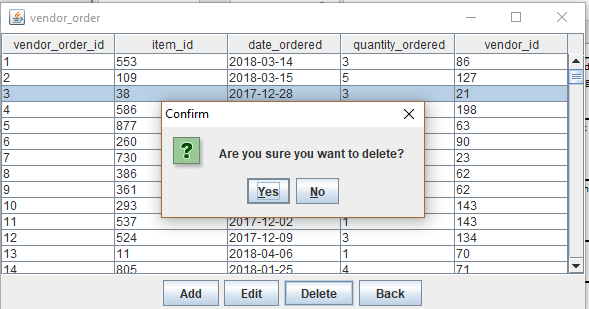 vendor_order
vendor_order_id item_id date_ordered quantity_ordered vendor_id
1 553 2018-03-14 3 86
2 109 2018-03-15 5 127
3 38 2017-12-28 3 21
4 586 198
Confirm
5 877 63
6 260 90
Are you sure you want to delete?
7 730 23
8 386 62
9 361 62
Yes No
10 293 143
11 537 2017-12-02 1 143
12 524 2017-12-09 3 134
13 11 2018-04-06 1 70
14 805 2018-01-25 4 71
Add Edit Delete Back